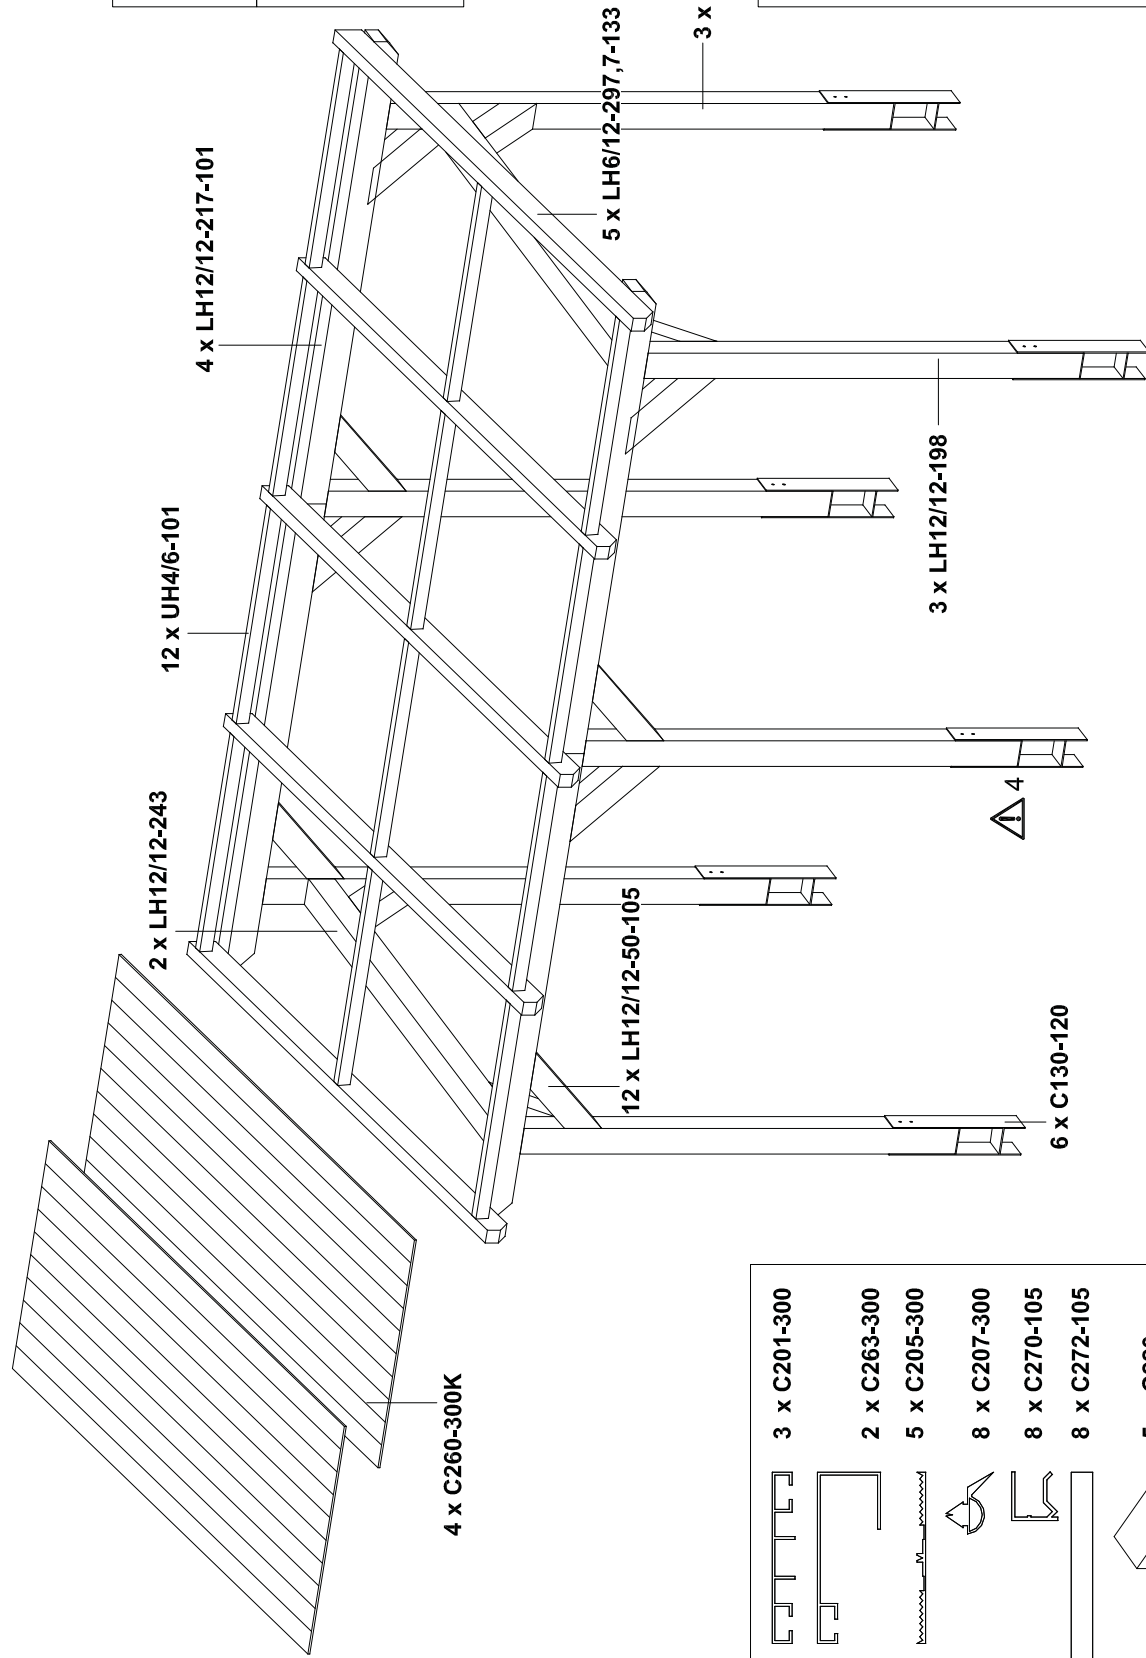 3 x
5 x LH6/12-297,7-133
4 x LH12/12-217-101
3 x LH12/12-198
12 x UH4/6-101
4
2 x LH12/12-243
12 x LH12/12-50-105
6 x C130-120
4 x C260-300K
3 x C201-300
2 x C263-300
5 x C205-300
8 x C207-300
8 x C270-105
8 x C272-105